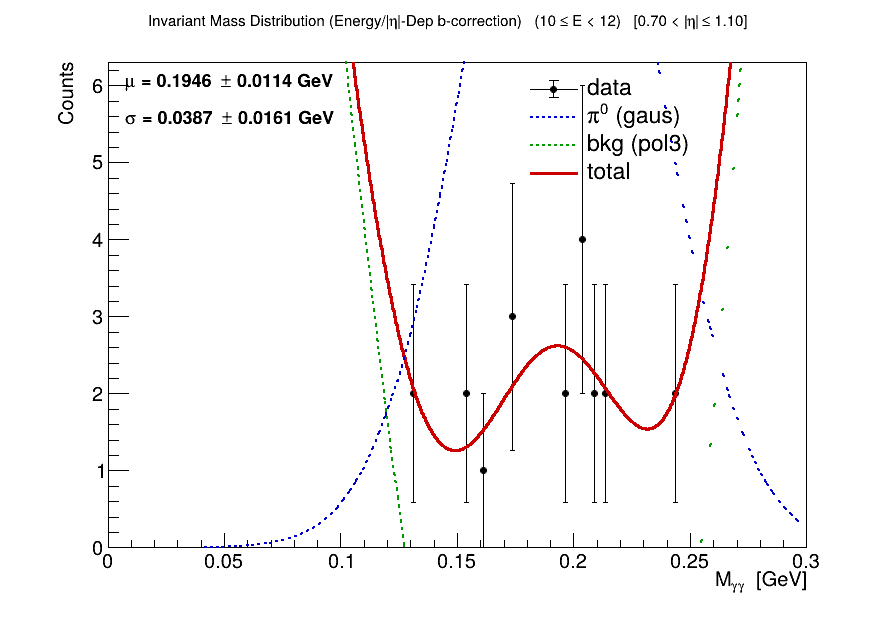 Invariant Mass Distribution (Energy/|η|-Dep b-correction) (10 ≤ E < 12) [0.70 < |η| ≤ 1.10]
μ = 0.1946 ± 0.0114 GeV
σ = 0.0387 ± 0.0161 GeV
data
π⁰ (gaus)
bkg (pol3)
total
Counts
6
5
4
3
2
1
0
0 0.05 0.1 0.15 0.2 0.25 0.3
M_γγ [GeV]